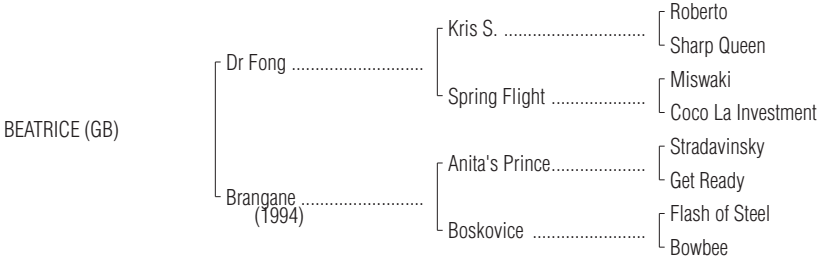 Roberto
Kris S. ..............................
Sharp Queen
Dr Fong ............................
Miswaki
Spring Flight ....................
Coco La Investment
BEATRICE (GB)
Stradavinsky
Anita's Prince....................
Get Ready
Brangane ..........................
(1994)
Flash of Steel
Boskovice ........................
Bowbee